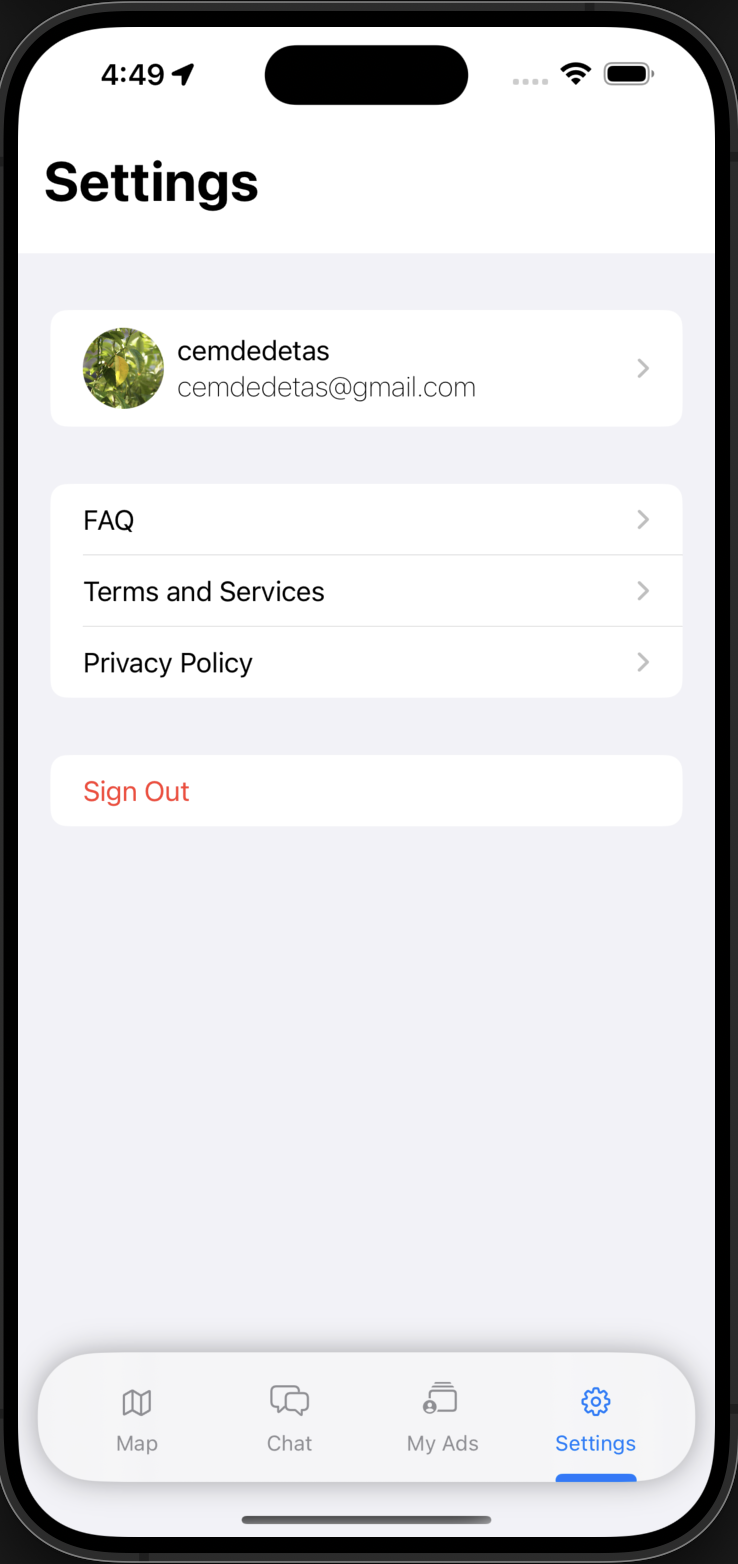 4:49
Settings
cemdedetas
cemdedetas@gmail.com
FAQ
Terms and Services
Privacy Policy
Sign Out
Map
Chat
My Ads
Settings